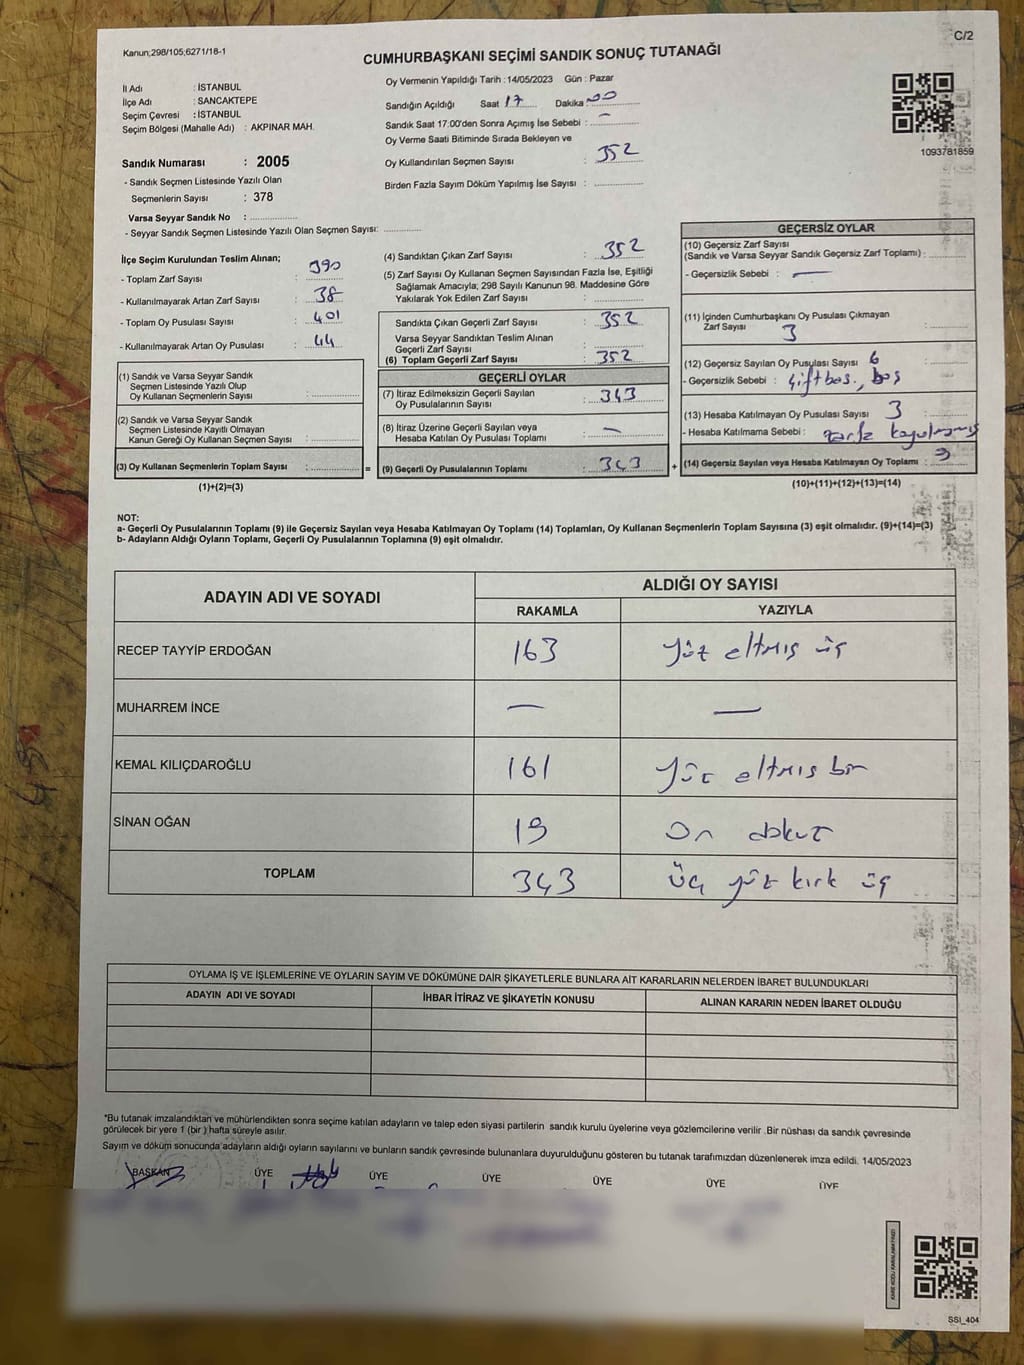 Kanun;298/105;6271/18-1
C/2
CUMHURBAŞKANI SEÇİMİ SANDIK SONUÇ TUTANAĞI
İl Adı : İSTANBUL
İlçe Adı : SANCAKTEPE
Seçim Çevresi : İSTANBUL
Seçim Bölgesi (Mahalle Adı) : AKPINAR MAH.
Sandık Numarası : 2005
- Sandık Seçmen Listesinde Yazılı Olan
Seçmenlerin Sayısı : 378
Varsa Seyyar Sandık No :
- Seyyar Sandık Seçmen Listesinde Yazılı Olan Seçmen Sayısı:
Oy Vermenin Yapıldığı Tarih : 14/05/2023 Gün : Pazar
Sandığın Açıldığı Saat 17 Dakika 00
Sandık Saat 17:00'den Sonra Açımış İse Sebebi : —
Oy Verme Saati Bitiminde Sırada Bekleyen ve
Oy Kullandırılan Seçmen Sayısı : 352
Birden Fazla Sayım Döküm Yapılmış İse Sayısı :
1093781859
İlçe Seçim Kurulundan Teslim Alınan;
- Toplam Zarf Sayısı : 390
- Kullanılmayarak Artan Zarf Sayısı : 38
- Toplam Oy Pusulası Sayısı : 401
- Kullanılmayarak Artan Oy Pusulası : 44
(1) Sandık ve Varsa Seyyar Sandık
Seçmen Listesinde Yazılı Olup
Oy Kullanan Seçmenlerin Sayısı :
(2) Sandık ve Varsa Seyyar Sandık
Seçmen Listesinde Kayıtlı Olmayan
Kanun Gereği Oy Kullanan Seçmen Sayısı :
(3) Oy Kullanan Seçmenlerin Toplam Sayısı : =
(1)+(2)=(3)
(4) Sandıktan Çıkan Zarf Sayısı : 352
(5) Zarf Sayısı Oy Kullanan Seçmen Sayısından Fazla İse, Eşitliği
Sağlamak Amacıyla; 298 Sayılı Kanunun 98. Maddesine Göre
Yakılarak Yok Edilen Zarf Sayısı :
Sandıkta Çıkan Geçerli Zarf Sayısı : 352
Varsa Seyyar Sandıktan Teslim Alınan
Geçerli Zarf Sayısı :
(6) Toplam Geçerli Zarf Sayısı : 352
GEÇERLİ OYLAR
(7) İtiraz Edilmeksizin Geçerli Sayılan
Oy Pusulalarının Sayısı : 343
(8) İtiraz Üzerine Geçerli Sayılan veya
Hesaba Katılan Oy Pusulası Toplamı : —
(9) Geçerli Oy Pusulalarının Toplamı : 343 +
GEÇERSİZ OYLAR
(10) Geçersiz Zarf Sayısı
(Sandık ve Varsa Seyyar Sandık Geçersiz Zarf Toplamı) :
- Geçersizlik Sebebi : —
(11) İçinden Cumhurbaşkanı Oy Pusulası Çıkmayan
Zarf Sayısı 3 :
(12) Geçersiz Sayılan Oy Pusulası Sayısı 6 :
- Geçersizlik Sebebi : boş
(13) Hesaba Katılmayan Oy Pusulası Sayısı 3 :
- Hesaba Katılmama Sebebi : zarfa
(14) Geçersiz Sayılan veya Hesaba Katılmayan Oy Toplamı :
(10)+(11)+(12)+(13)=(14)
NOT:
a- Geçerli Oy Pusulalarının Toplamı (9) ile Geçersiz Sayılan veya Hesaba Katılmayan Oy Toplamı (14) Toplamları, Oy Kullanan Seçmenlerin Toplam Sayısına (3) eşit olmalıdır. (9)+(14)=(3)
b- Adayların Aldığı Oyların Toplamı, Geçerli Oy Pusulalarının Toplamına (9) eşit olmalıdır.
ADAYIN ADI VE SOYADI
ALDIĞI OY SAYISI
RAKAMLA YAZIYLA
RECEP TAYYİP ERDOĞAN 163 Yüz altmış üç
MUHARREM İNCE — —
KEMAL KILIÇDAROĞLU 161 Yüz altmış bir
SİNAN OĞAN 19 On dokuz
TOPLAM 343 Üç yüz kırk üç
OYLAMA İŞ VE İŞLEMLERİNE VE OYLARIN SAYIM VE DÖKÜMÜNE DAİR ŞİKAYETLERLE BUNLARA AİT KARARLARIN NELERDEN İBARET BULUNDUKLARI
ADAYIN ADI VE SOYADI İHBAR İTİRAZ VE ŞİKAYETİN KONUSU ALINAN KARARIN NEDEN İBARET OLDUĞU
*Bu tutanak imzalandıktan ve mühürlendikten sonra seçime katılan adayların ve talep eden siyasi partilerin sandık kurulu üyelerine veya gözlemcilerine verilir .Bir nüshası da sandık çevresinde
görülecek bir yere 1 (bir ) hafta süreyle asılır.
Sayım ve döküm sonucunda adayların aldığı oyların sayılarını ve bunların sandık çevresinde bulunanlara duyurulduğunu gösteren bu tutanak tarafımızdan düzenlenerek imza edildi. 14/05/2023
BAŞKAN ÜYE ÜYE ÜYE ÜYE ÜYE ÜYE
KARE KODU KARALAMAYINIZ!
SSI_404